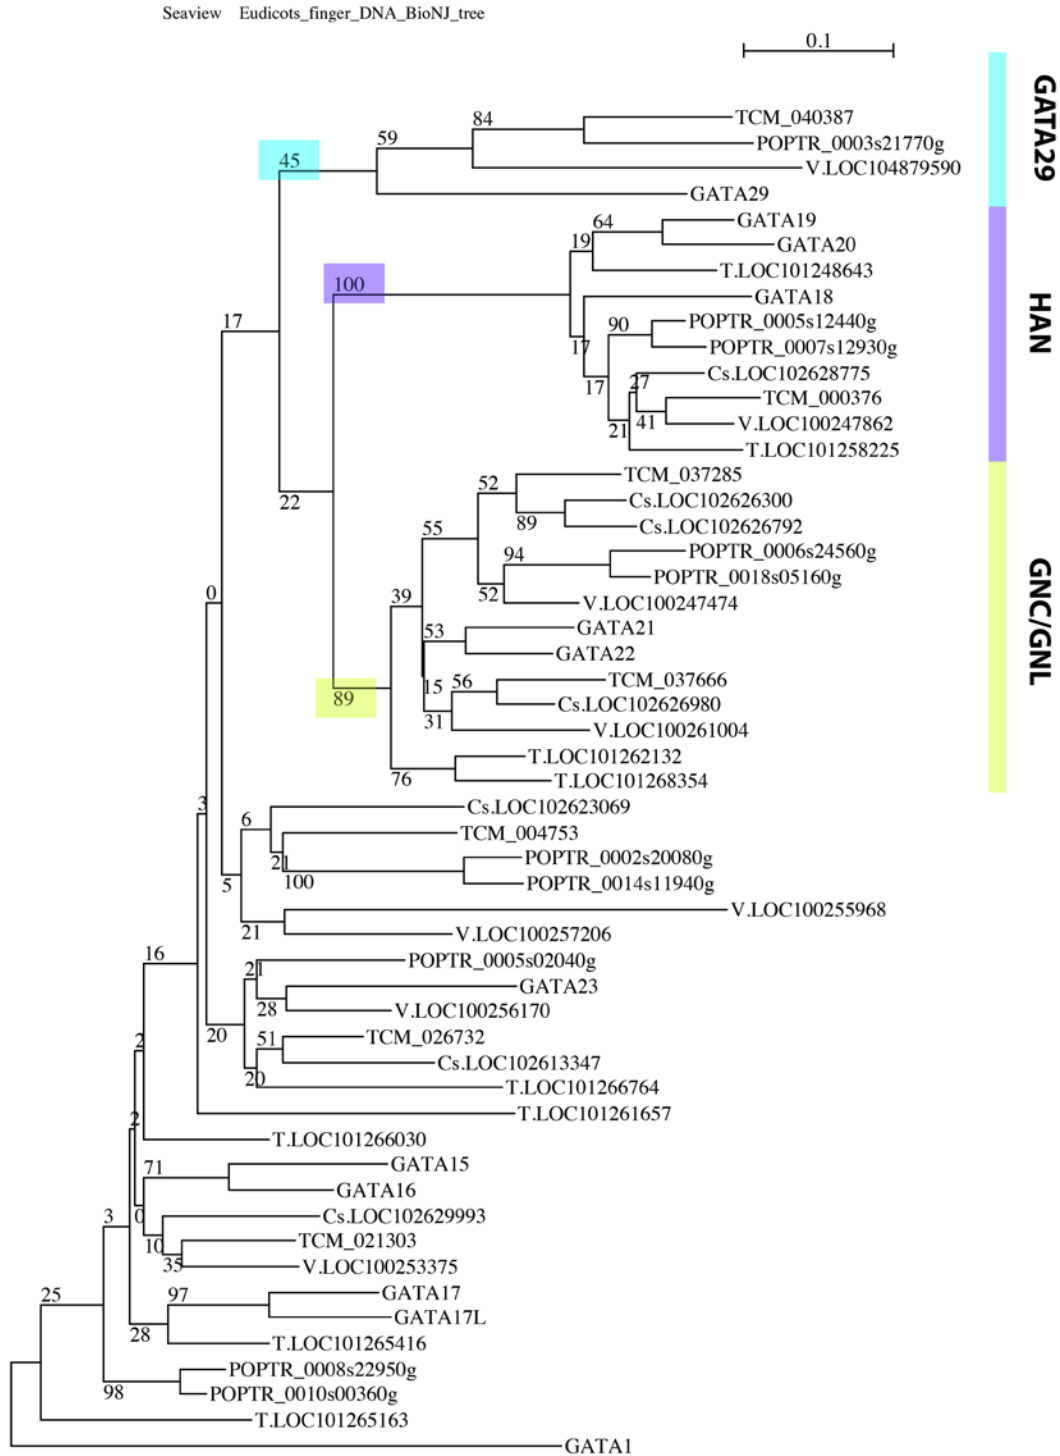 Seaview Eudicots_finger_DNA_BioNJ_tree
0.1
GATA29
HAN
GNC/GNL
84
TCM_040387
59
POPTR_0003s21770g
45
V.LOC104879590
GATA29
64
GATA19
19
GATA20
T.LOC101248643
100
GATA18
17
90
POPTR_0005s12440g
17
POPTR_0007s12930g
Cs.LOC102628775
27
17
TCM_000376
41
V.LOC100247862
21
T.LOC101258225
52
TCM_037285
22
Cs.LOC102626300
89
Cs.LOC102626792
55
94
POPTR_0006s24560g
POPTR_0018s05160g
0
39
52
V.LOC100247474
53
GATA21
GATA22
15
56
TCM_037666
89
Cs.LOC102626980
31
V.LOC100261004
T.LOC101262132
76
T.LOC101268354
3
Cs.LOC102623069
6
TCM_004753
21
POPTR_0002s20080g
5
100
POPTR_0014s11940g
V.LOC100255968
21
V.LOC100257206
16
21
POPTR_0005s02040g
GATA23
28
V.LOC100256170
20
51
TCM_026732
2
Cs.LOC102613347
20
T.LOC101266764
T.LOC101261657
2
T.LOC101266030
71
GATA15
GATA16
3
0
Cs.LOC102629993
10
TCM_021303
35
V.LOC100253375
25
97
GATA17
GATA17L
28
T.LOC101265416
POPTR_0008s22950g
98
POPTR_0010s00360g
T.LOC101265163
GATA1